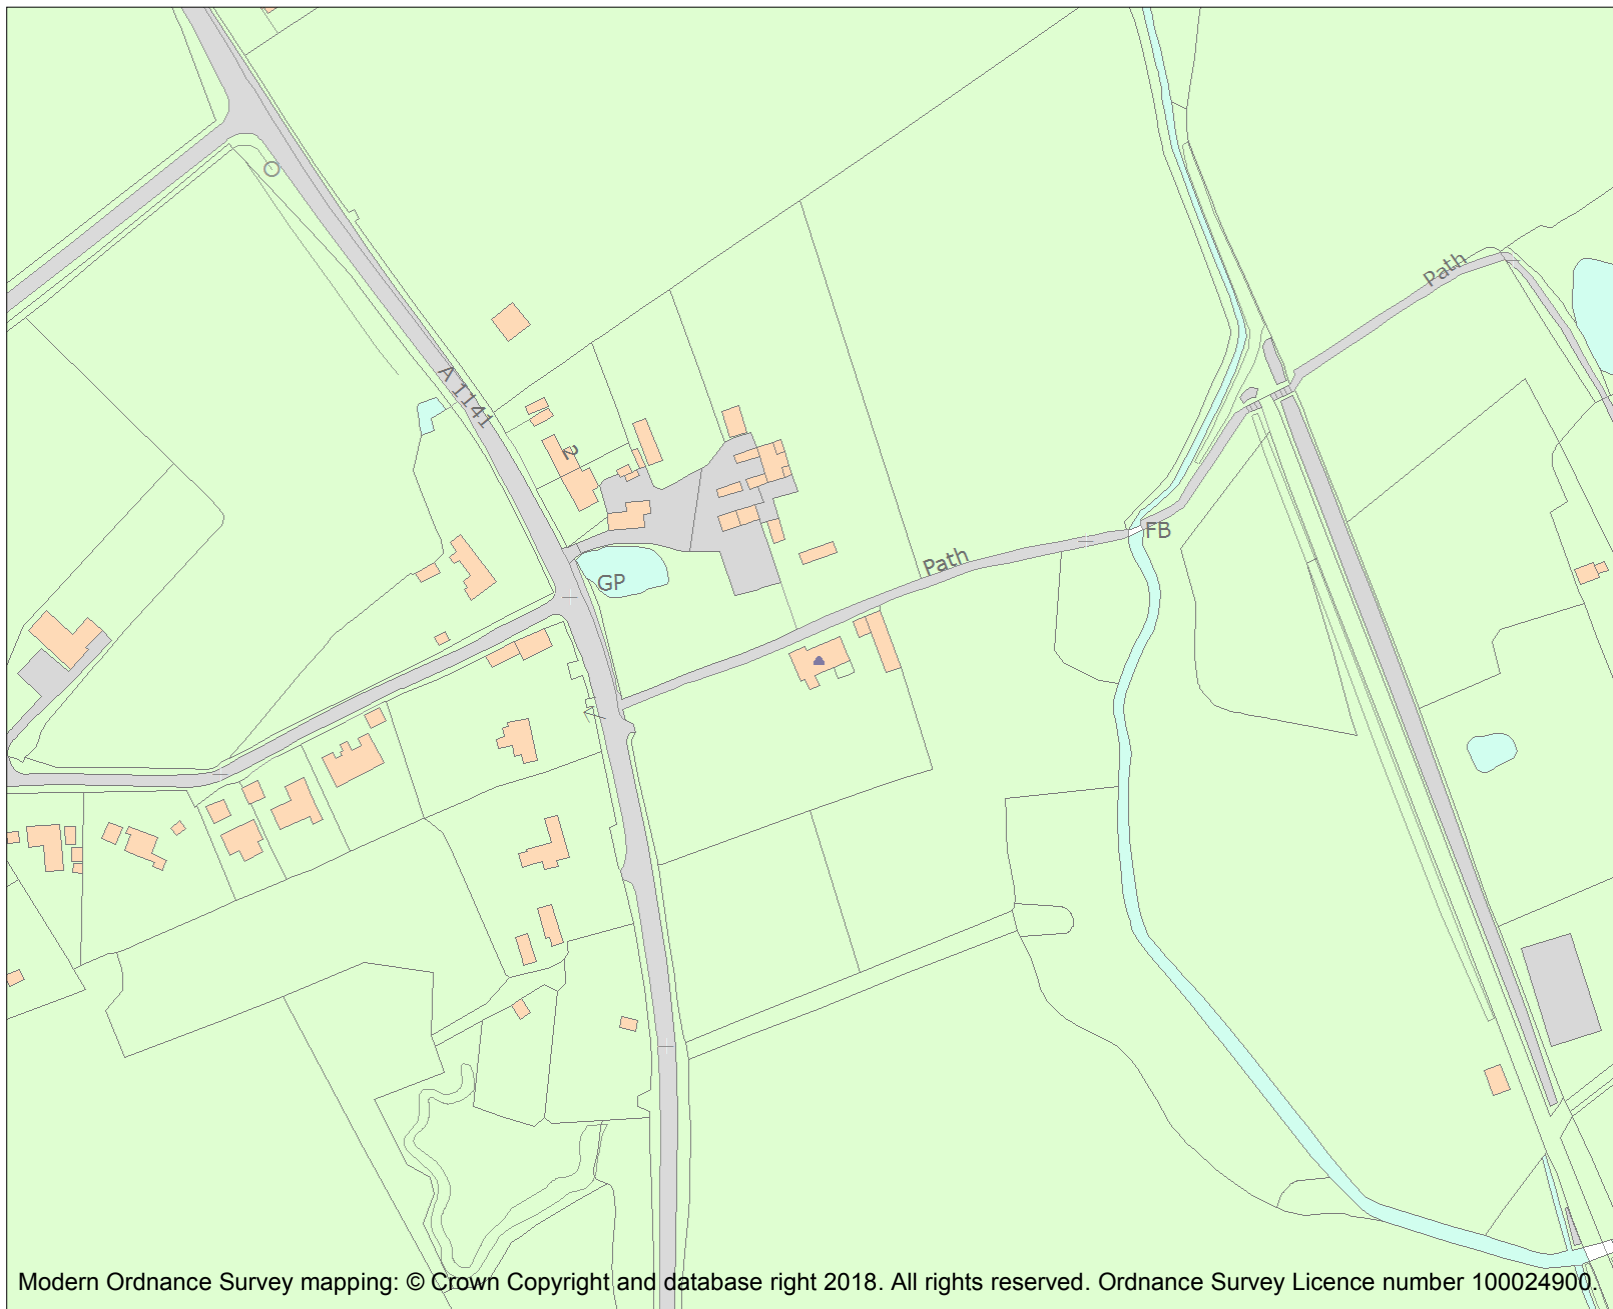 Path
A 1141
2
FB
Path
GP
Modern Ordnance Survey mapping: © Crown Copyright and database right 2018. All rights reserved. Ordnance Survey Licence number 100024900.